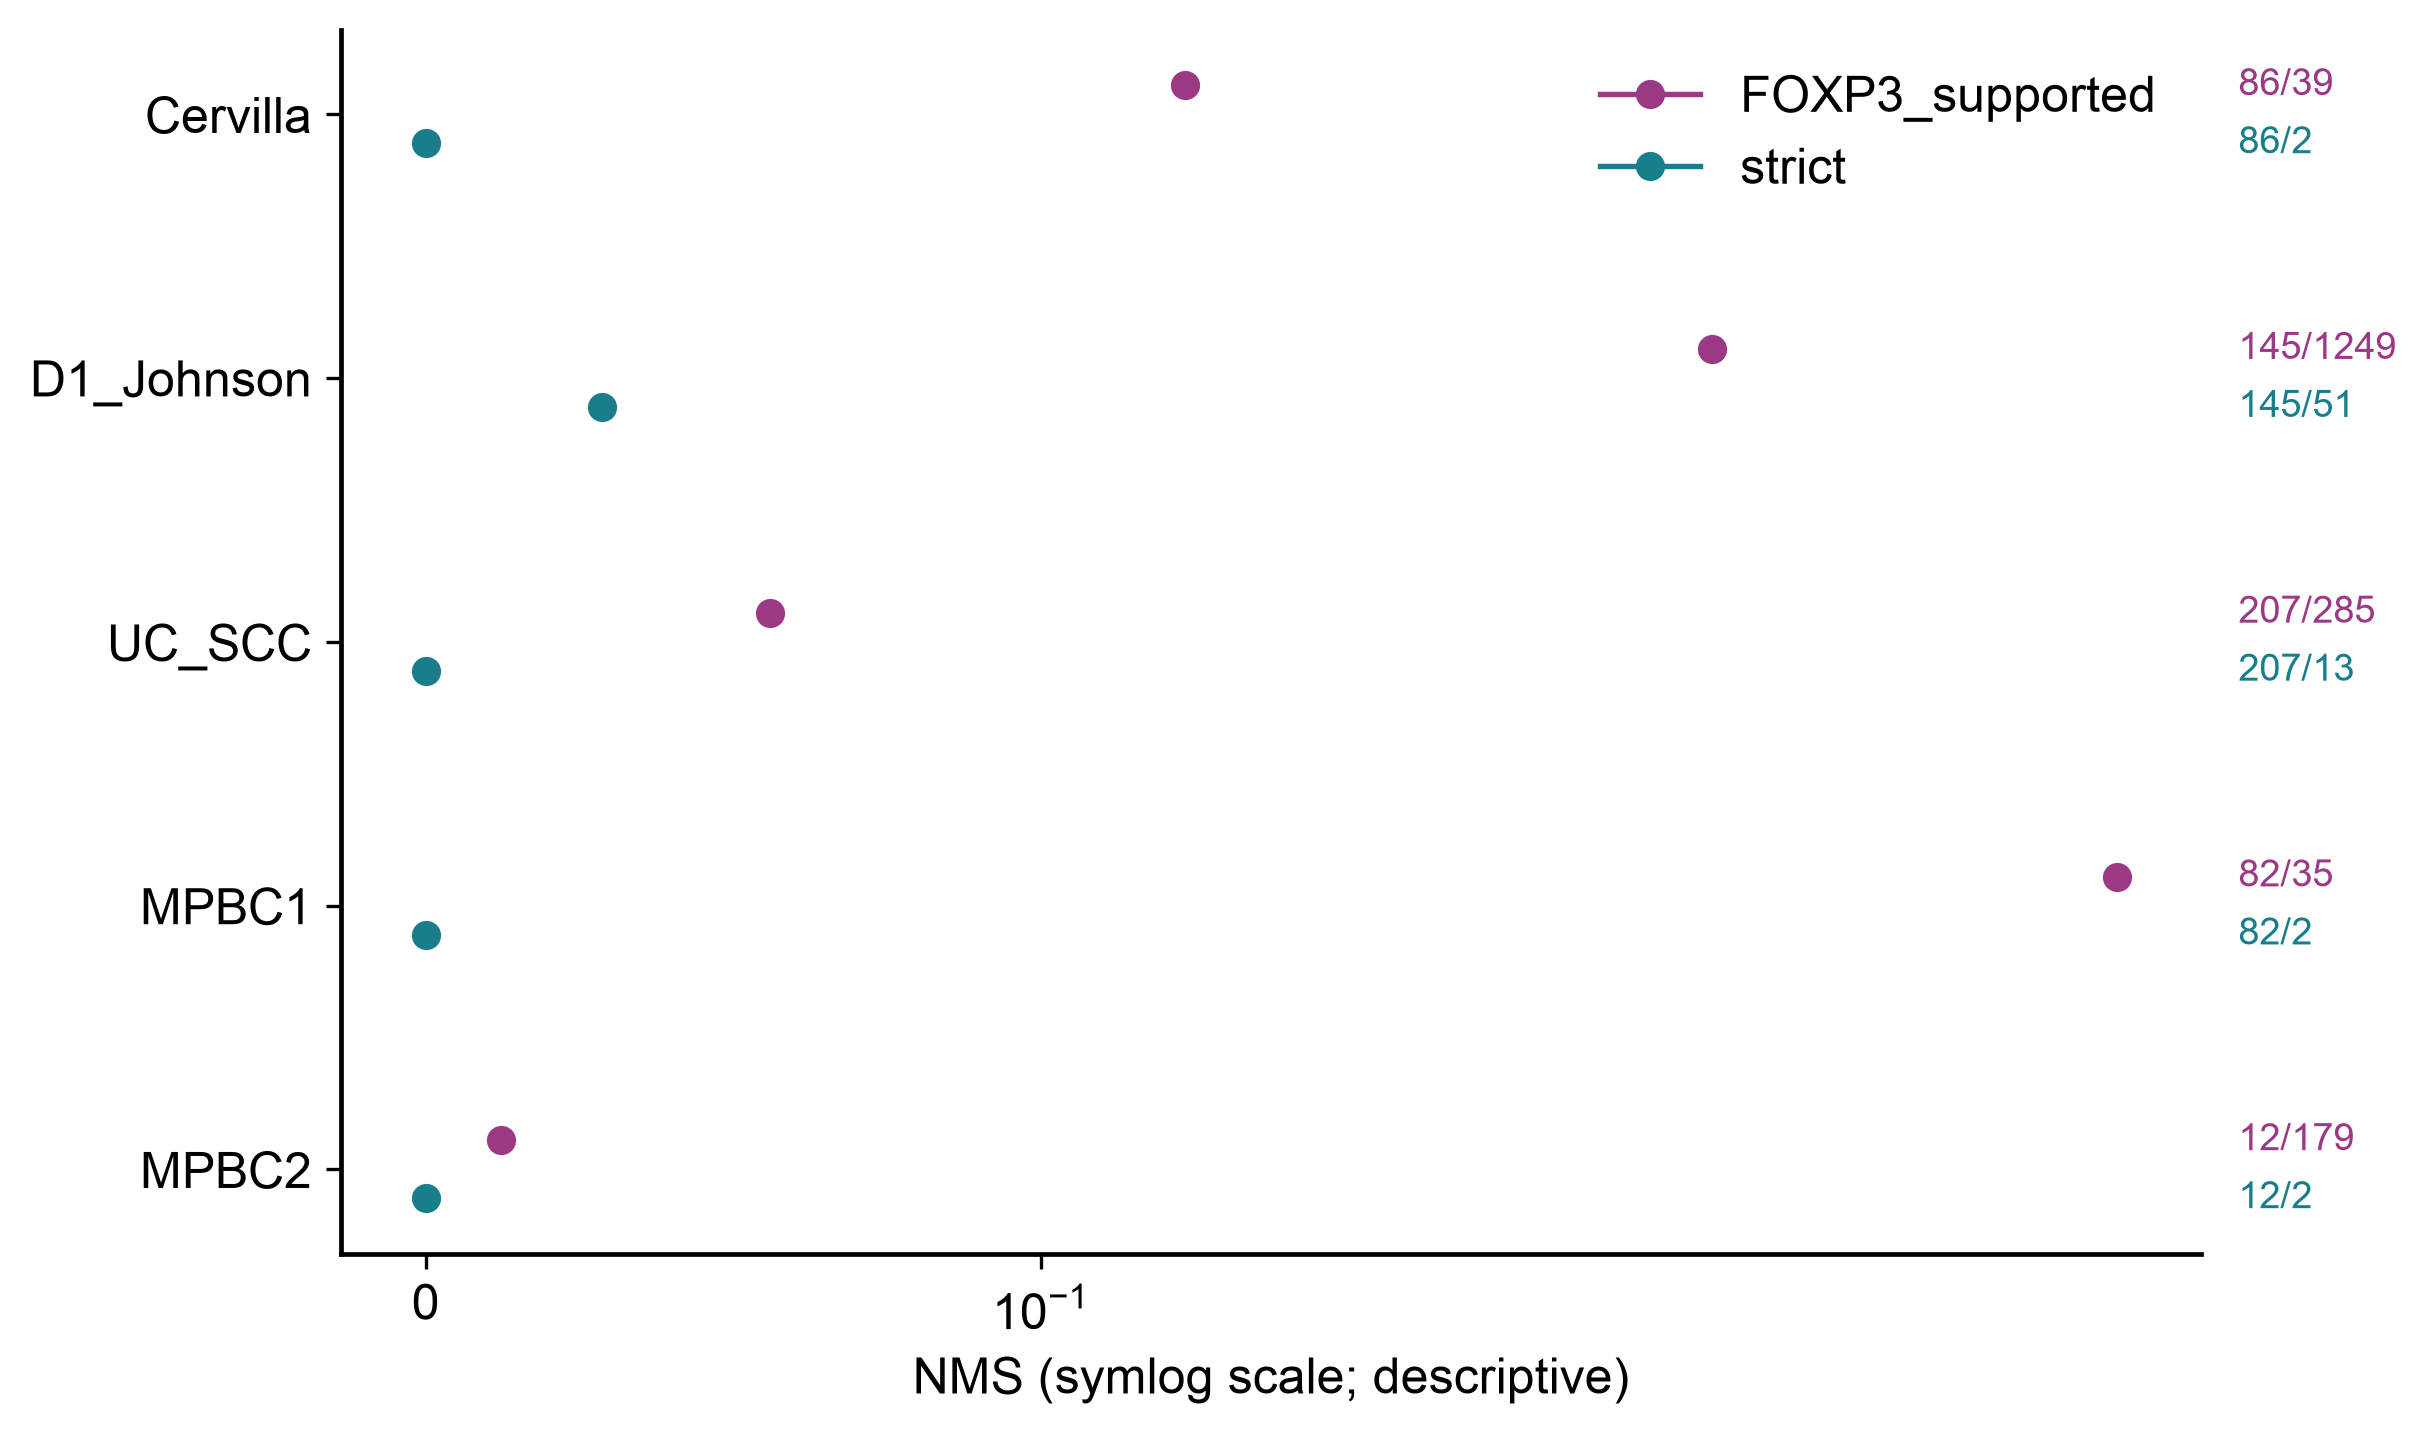 Cervilla
D1_Johnson
UC_SCC
MPBC1
MPBC2
FOXP3_supported
strict
86/39
86/2
145/1249
145/51
207/285
207/13
82/35
82/2
12/179
12/2
0
10⁻¹
NMS (symlog scale; descriptive)